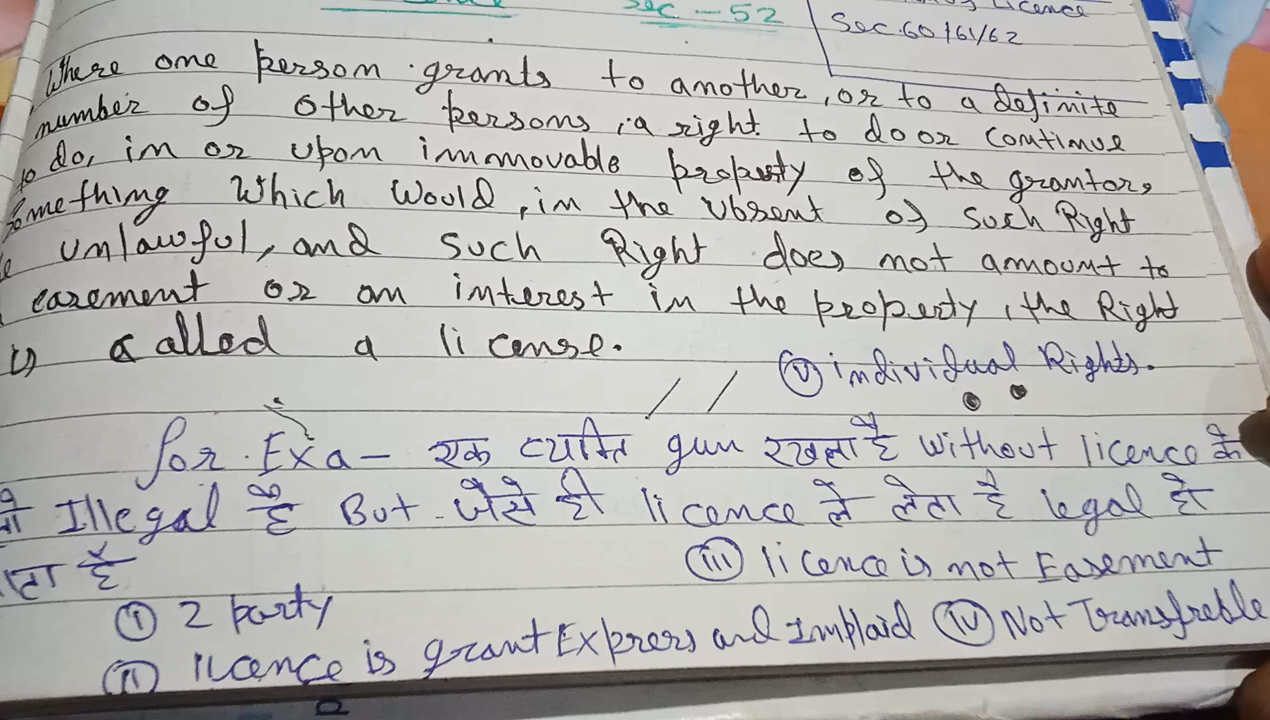 Sec - 52
Licence
Sec.60/61/62
Where one person grants to another, or to a definite
number of other persons, a right to do or continue
to do, in or upon immovable property of the grantor,
Something which would, in the Ubsent of Such Right
unlawful, and such Right does not amount to
easement or an interest in the property, the Right
is called a license.
(v) individual Rights.
for Exa - एक व्यक्ति gun रखता है without licence के
Illegal है But जैसे ही licence ले लेता है legal हो
है
(iii) licence is not Easement
(i) 2 party
(ii) licence is grant Express and Implaid (iv) Not Transfreble